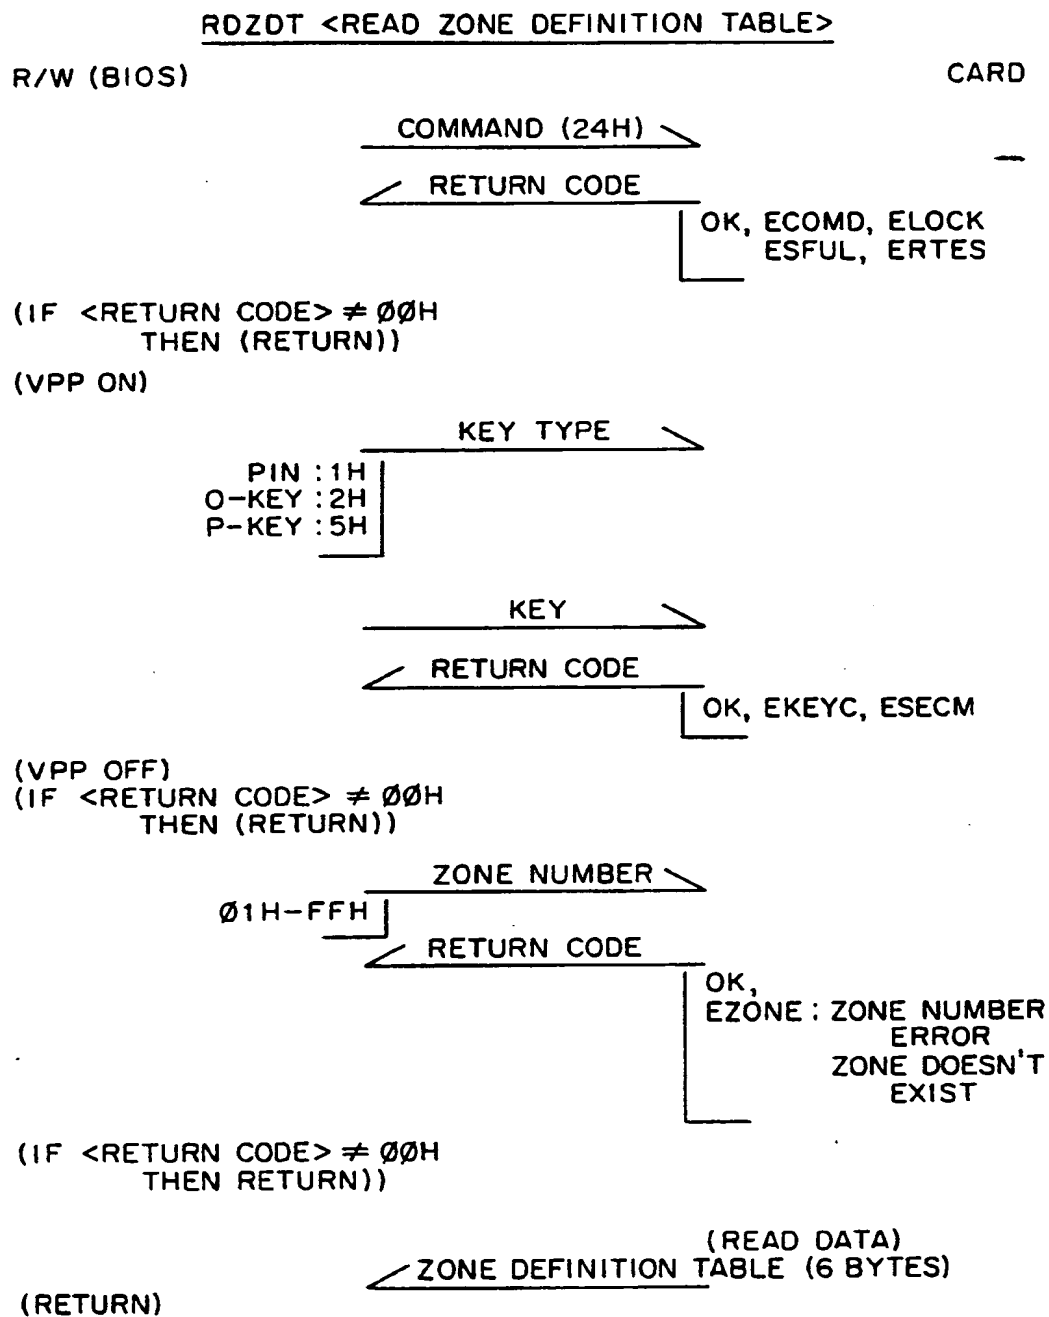 RDZDT <READ ZONE DEFINITION TABLE>
R/W (BIOS) CARD
COMMAND (24H)
RETURN CODE
OK, ECOMD, ELOCK
ESFUL, ERTES
(IF <RETURN CODE> ≠ ØØH
THEN (RETURN))
(VPP ON)
KEY TYPE
PIN :1H
O-KEY :2H
P-KEY :5H
KEY
RETURN CODE
OK, EKEYC, ESECM
(VPP OFF)
(IF <RETURN CODE> ≠ ØØH
THEN (RETURN))
ZONE NUMBER
Ø1H-FFH
RETURN CODE
OK,
EZONE : ZONE NUMBER
ERROR
ZONE DOESN'T
EXIST
(IF <RETURN CODE> ≠ ØØH
THEN RETURN))
(READ DATA)
ZONE DEFINITION TABLE (6 BYTES)
(RETURN)